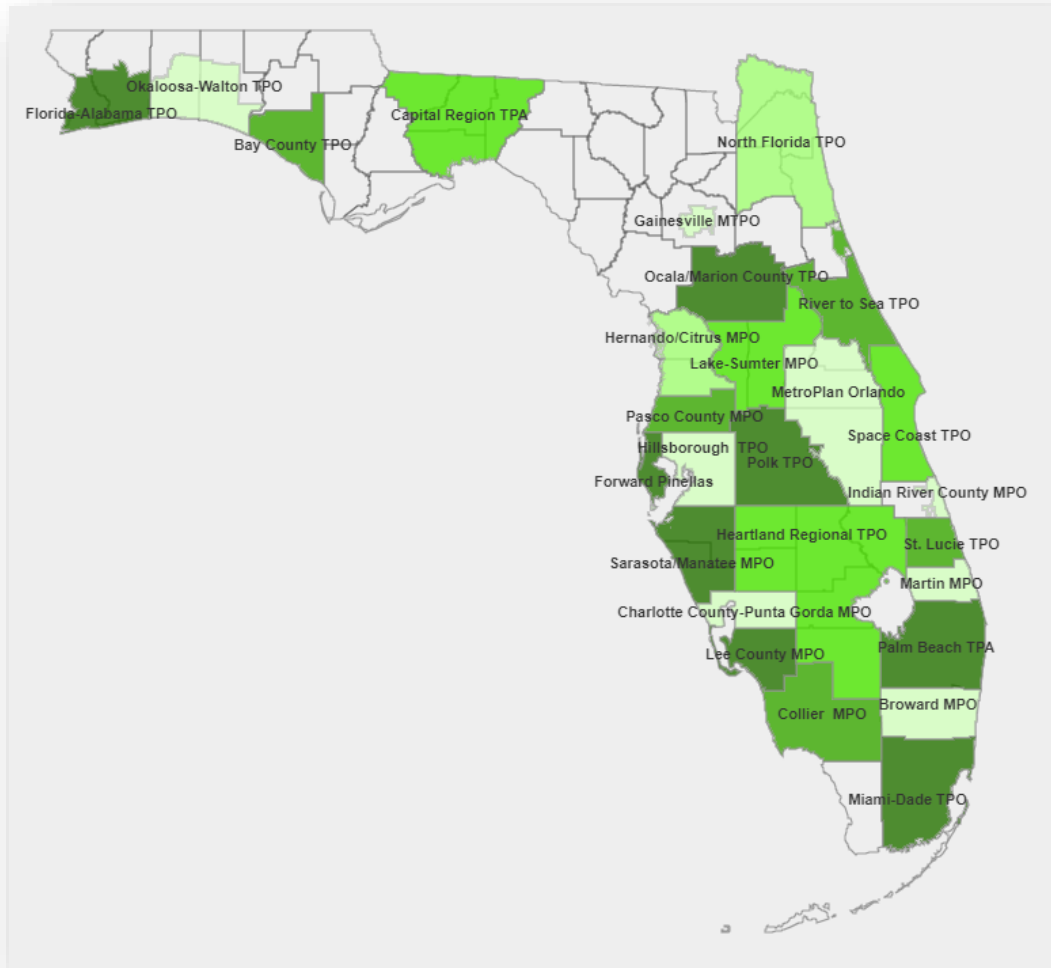 Okaloosa-Walton TPO
Florida-Alabama TPO
Capital Region TPA
Bay County TPO
North Florida TPO
Gainesville MTPO
Ocala/Marion County TPO
River to Sea TPO
Hernando/Citrus MPO
Lake-Sumter MPO
MetroPlan Orlando
Pasco County MPO
Space Coast TPO
Hillsborough TPO
Polk TPO
Forward Pinellas
Indian River County MPO
Heartland Regional TPO
St. Lucie TPO
Sarasota/Manatee MPO
Martin MPO
Charlotte County-Punta Gorda MPO
Palm Beach TPA
Lee County MPO
Broward MPO
Collier MPO
Miami-Dade TPO